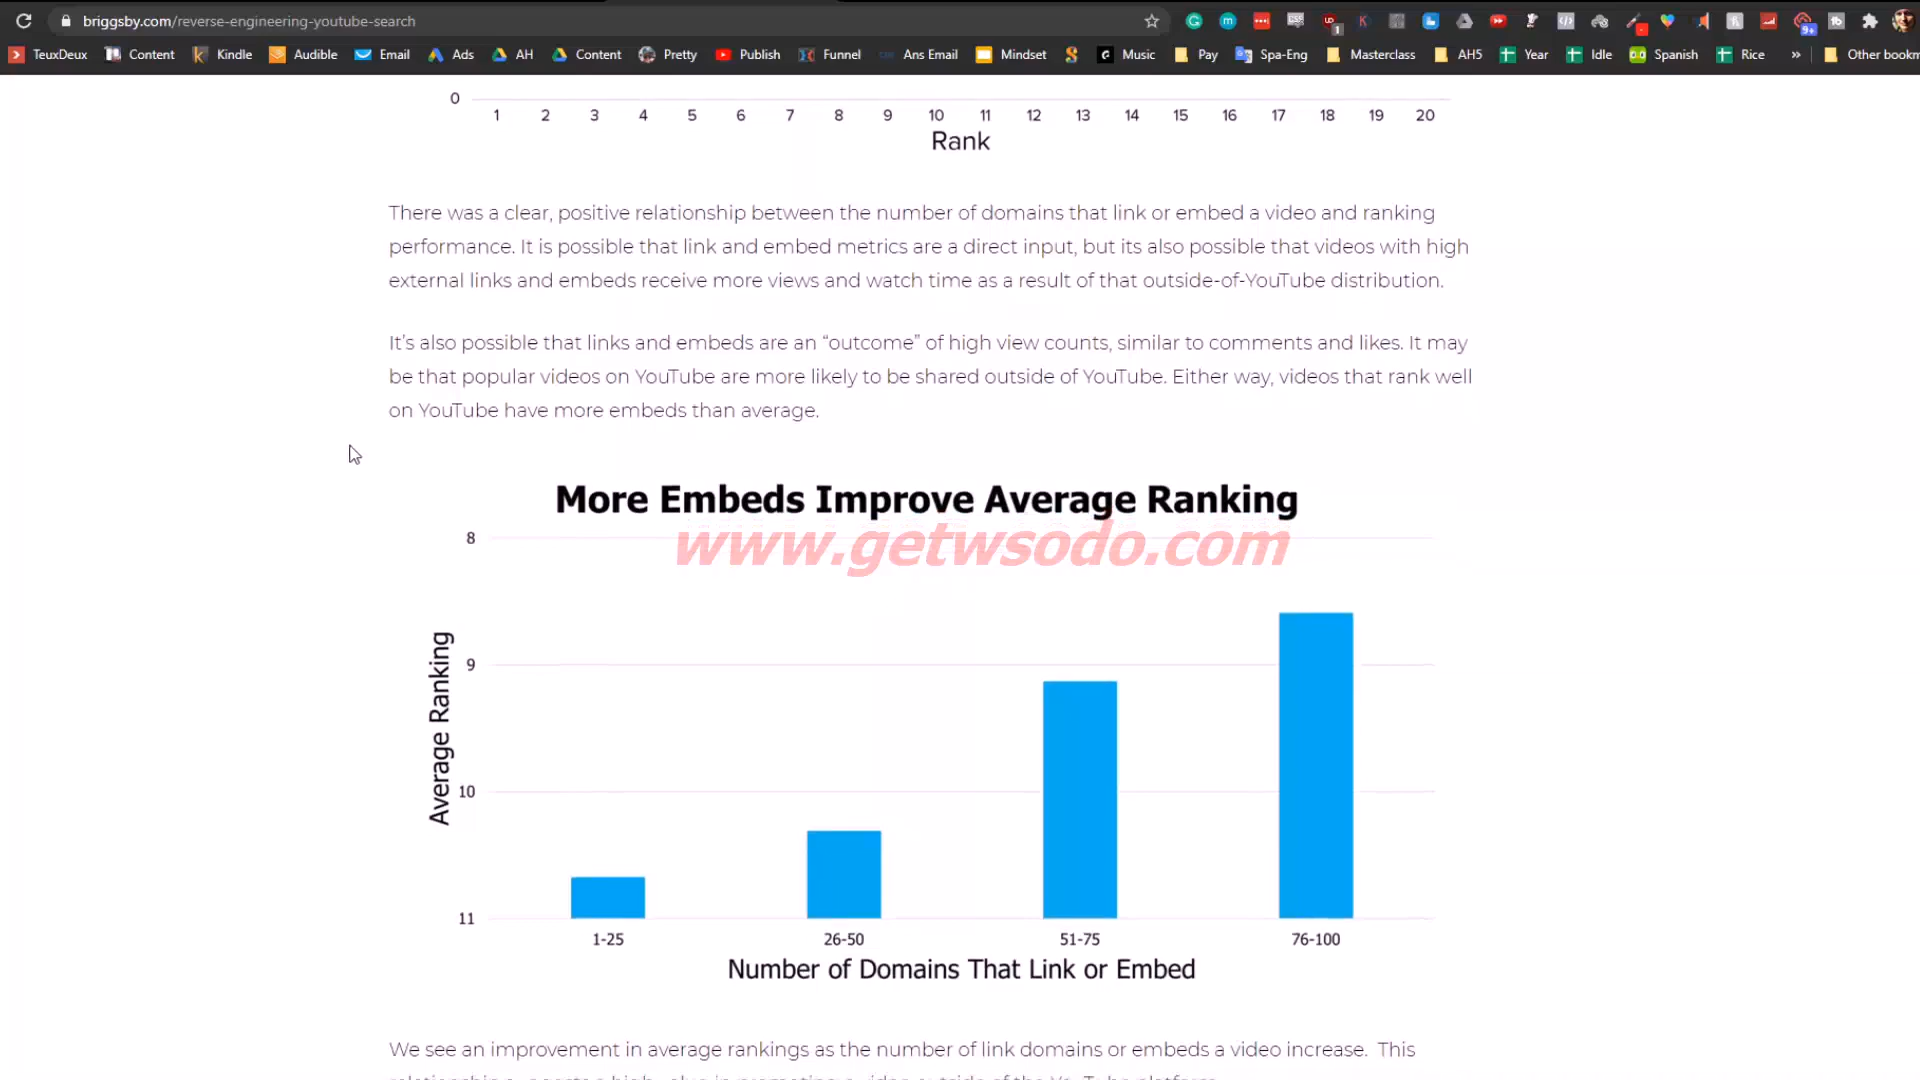 briggsby.com/reverse-engineering-youtube-search
TeuxDeux Content Kindle Audible Email Ads AH Content Pretty Publish Funnel Ans Email Mindset Music Pay Spa-Eng Masterclass AH5 Year Idle Spanish Rice » Other bookm
0
1 2 3 4 5 6 7 8 9 10 11 12 13 14 15 16 17 18 19 20
Rank
There was a clear, positive relationship between the number of domains that link or embed a video and ranking
performance. It is possible that link and embed metrics are a direct input, but its also possible that videos with high
external links and embeds receive more views and watch time as a result of that outside-of-YouTube distribution.
It’s also possible that links and embeds are an “outcome” of high view counts, similar to comments and likes. It may
be that popular videos on YouTube are more likely to be shared outside of YouTube. Either way, videos that rank well
on YouTube have more embeds than average.
More Embeds Improve Average Ranking
www.getwsodo.com
8
9
10
11
Average Ranking
1-25 26-50 51-75 76-100
Number of Domains That Link or Embed
We see an improvement in average rankings as the number of link domains or embeds a video increase. This